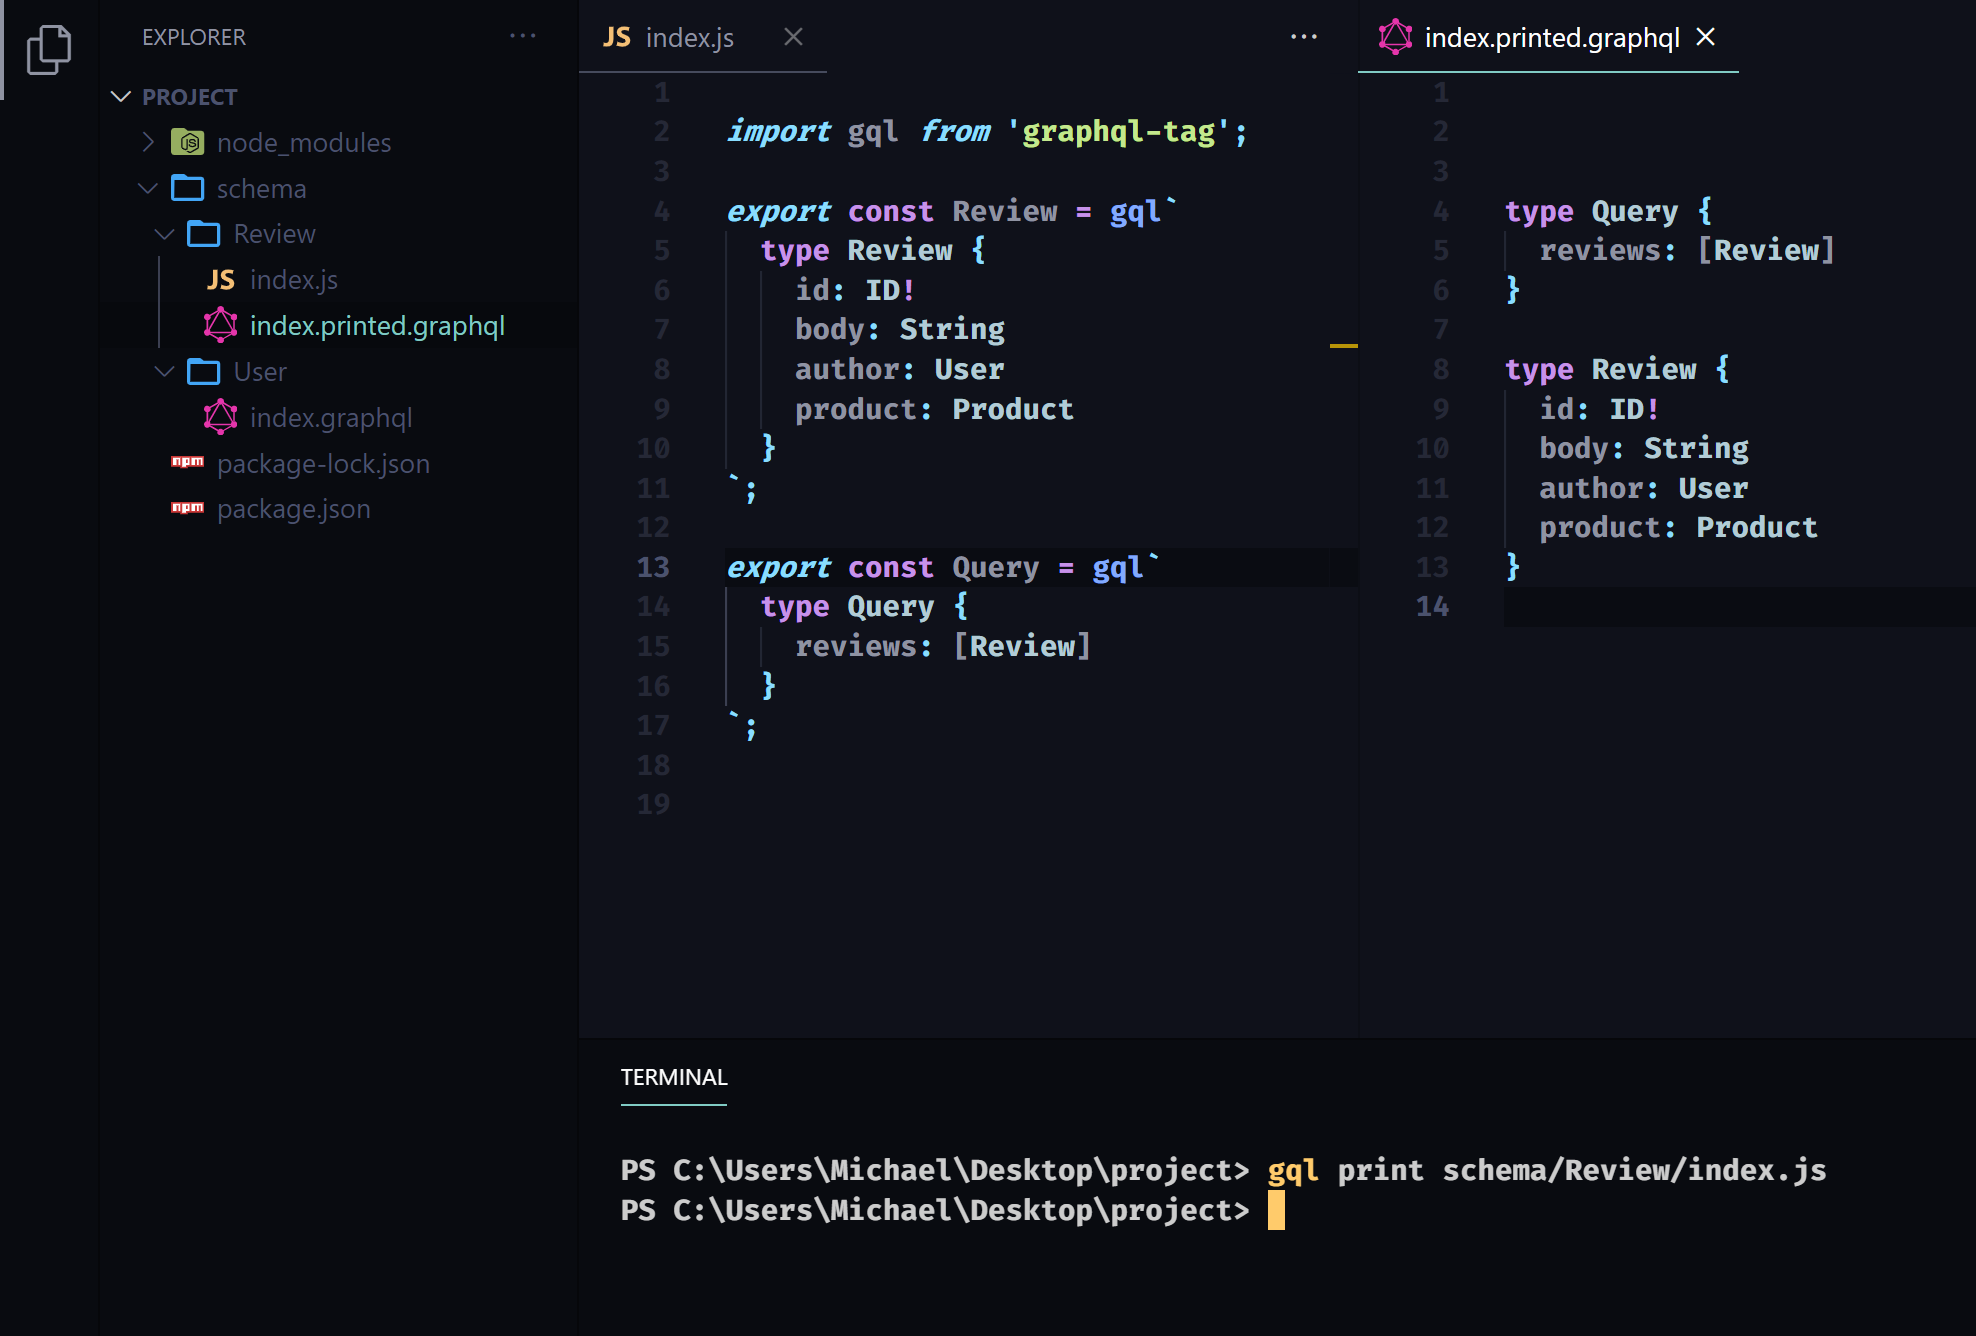 EXPLORER
PROJECT
node_modules
schema
Review
JS index.js
index.printed.graphql
User
index.graphql
npm package-lock.json
npm package.json
JS index.js
1
2 import gql from 'graphql-tag';
3
4 export const Review = gql`
5 type Review {
6 id: ID!
7 body: String
8 author: User
9 product: Product
10 }
11 `;
12
13 export const Query = gql`
14 type Query {
15 reviews: [Review]
16 }
17 `;
18
19
index.printed.graphql
1
2
3
4 type Query {
5 reviews: [Review]
6 }
7
8 type Review {
9 id: ID!
10 body: String
11 author: User
12 product: Product
13 }
14
TERMINAL
PS C:\Users\Michael\Desktop\project> gql print schema/Review/index.js
PS C:\Users\Michael\Desktop\project>